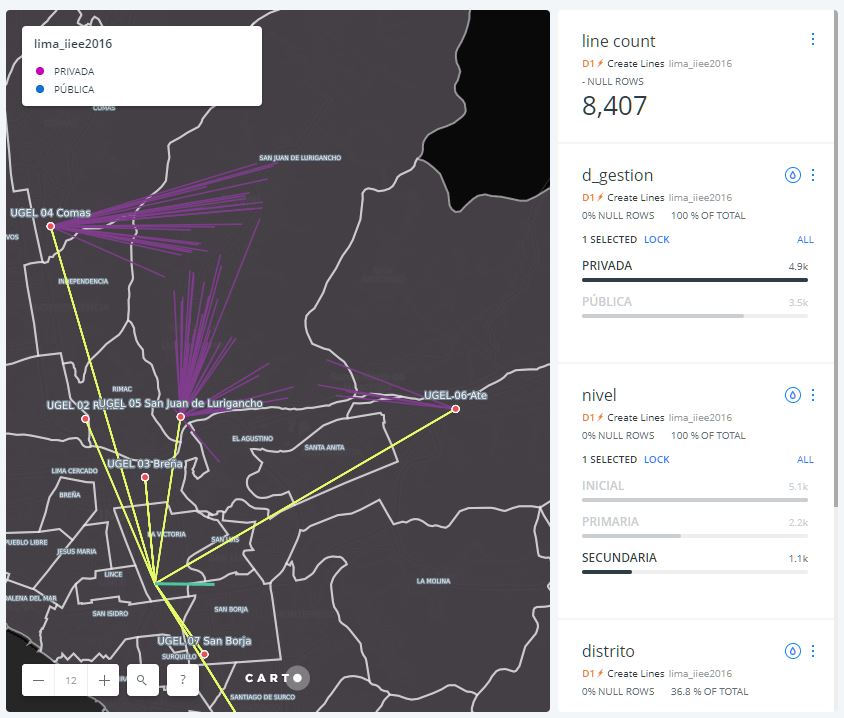 lima_iiee2016
PRIVADA
PÚBLICA
COMAS
SAN JUAN DE LURIGANCHO
UGEL 04 Comas
VOS
INDEPENDENCIA
RIMAC
UGEL 02
UGEL 05 San Juan de Lurigancho
UGEL 06 Ate
EL AGUSTINO
SANTA ANITA
UGEL 03 Breña
LIMA CERCADO
BREÑA
LA VICTORIA
SAN LUIS
PUEBLO LIBRE
JESUS MARIA
LINCE
LA MOLINA
DALENA DEL MAR
SAN ISIDRO
SAN BORJA
UGEL 07 San Borja
SURQUILLO
12
?
CARTO
SANTIAGO DE SURCO
line count
D1 Create Lines lima_iiee2016
- NULL ROWS
8,407
d_gestion
D1 Create Lines lima_iiee2016
0% NULL ROWS 100 % OF TOTAL
1 SELECTED LOCK ALL
PRIVADA 4.9k
PÚBLICA 3.5k
nivel
D1 Create Lines lima_iiee2016
0% NULL ROWS 100 % OF TOTAL
1 SELECTED LOCK ALL
INICIAL 5.1k
PRIMARIA 2.2k
SECUNDARIA 1.1k
distrito
D1 Create Lines lima_iiee2016
0% NULL ROWS 36.8 % OF TOTAL